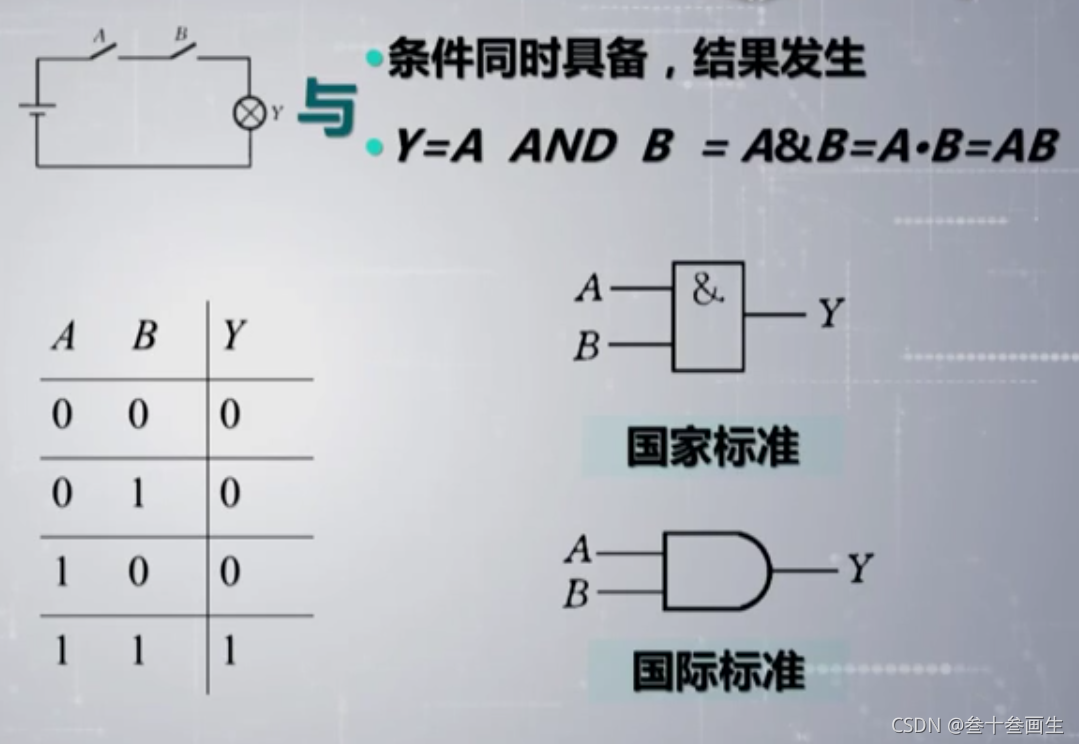 A B
Y
与
•条件同时具备，结果发生
•Y=A AND B = A&B=A•B=AB
A B Y
0 0 0
0 1 0
1 0 0
1 1 1
A & Y
B
国家标准
A Y
B
国际标准
CSDN @叁十叁画生